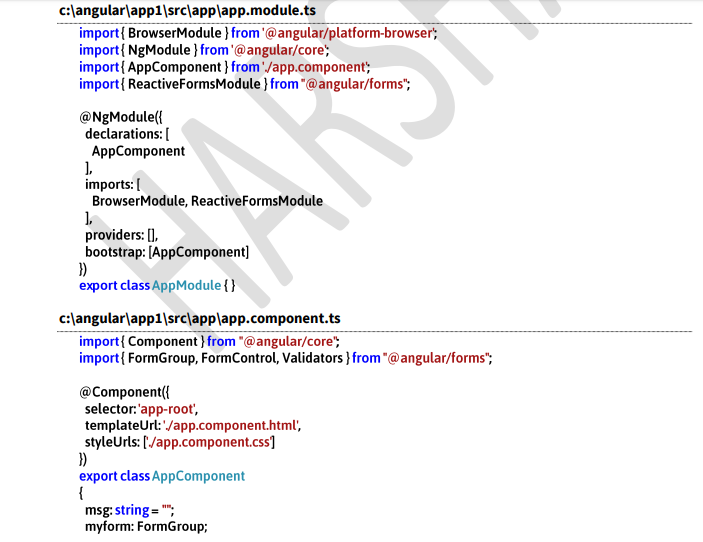 c:\angular\app1\src\app\app.module.ts
import { BrowserModule } from '@angular/platform-browser';
import { NgModule } from '@angular/core';
import { AppComponent } from './app.component';
import { ReactiveFormsModule } from "@angular/forms";
@NgModule({
declarations: [
AppComponent
],
imports: [
BrowserModule, ReactiveFormsModule
],
providers: [],
bootstrap: [AppComponent]
})
export class AppModule { }
c:\angular\app1\src\app\app.component.ts
import { Component } from "@angular/core";
import { FormGroup, FormControl, Validators } from "@angular/forms";
@Component({
selector: 'app-root',
templateUrl: './app.component.html',
styleUrls: ['./app.component.css']
})
export class AppComponent
{
msg: string = "";
myform: FormGroup;
HARSHA